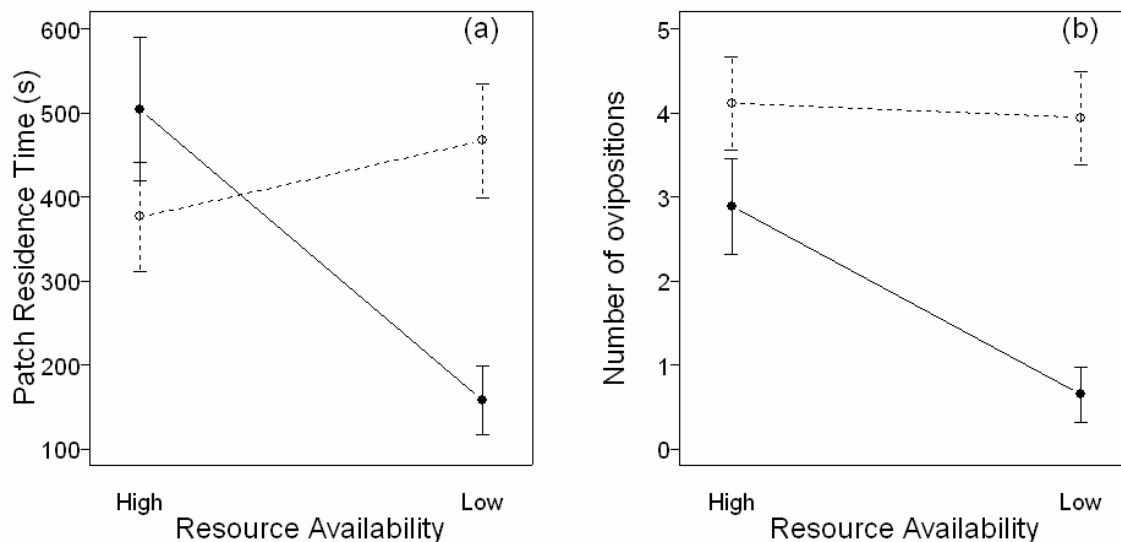 (a)
Patch Residence Time (s)
600
500
400
300
200
100
High
Low
Resource Availability
(b)
Number of ovipositions
5
4
3
2
1
0
High
Low
Resource Availability